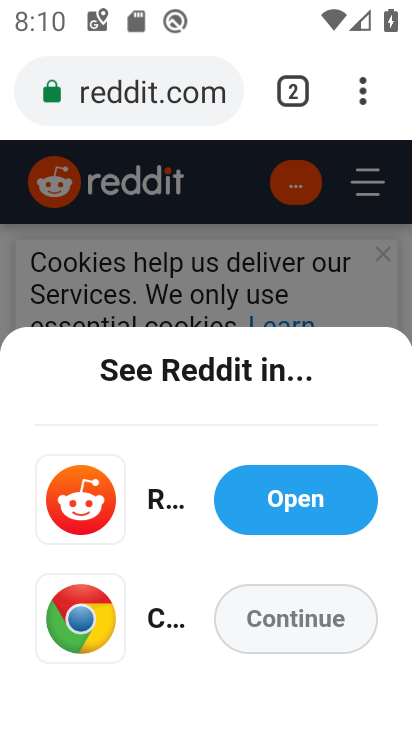 8:10
reddit.com
2
reddit
...
Cookies help us deliver our
Services. We only use
essential cookies. Learn
See Reddit in...
R...
Open
C...
Continue